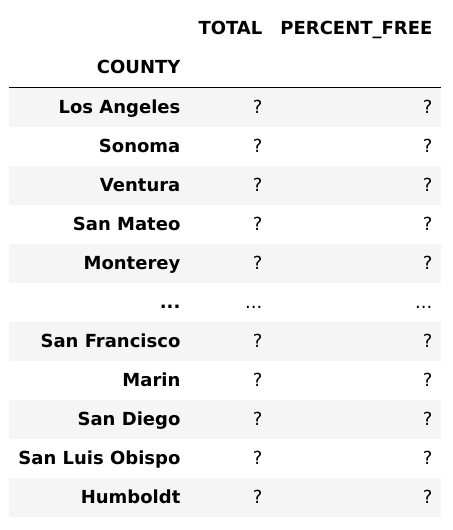 TOTAL PERCENT_FREE
COUNTY
Los Angeles ? ?
Sonoma ? ?
Ventura ? ?
San Mateo ? ?
Monterey ? ?
... ... ...
San Francisco ? ?
Marin ? ?
San Diego ? ?
San Luis Obispo ? ?
Humboldt ? ?